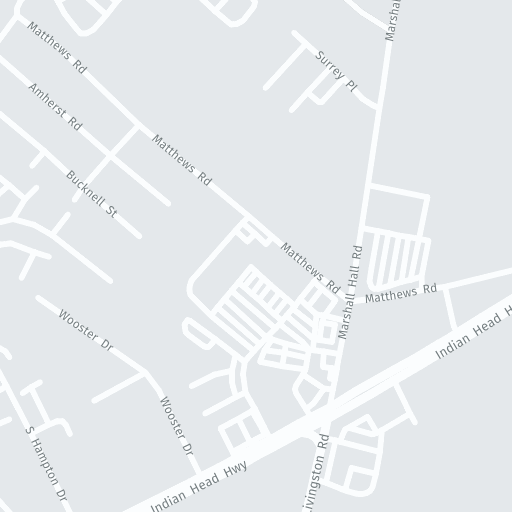 Matthews Rd
Marshall
Surrey Pl
Amherst Rd
Matthews Rd
Bucknell St
Matthews Rd
Marshall Hall Rd
Matthews Rd
Wooster Dr
Indian Head H
Wooster Dr
S Hampton Dr
Indian Head Hwy
Livingston Rd